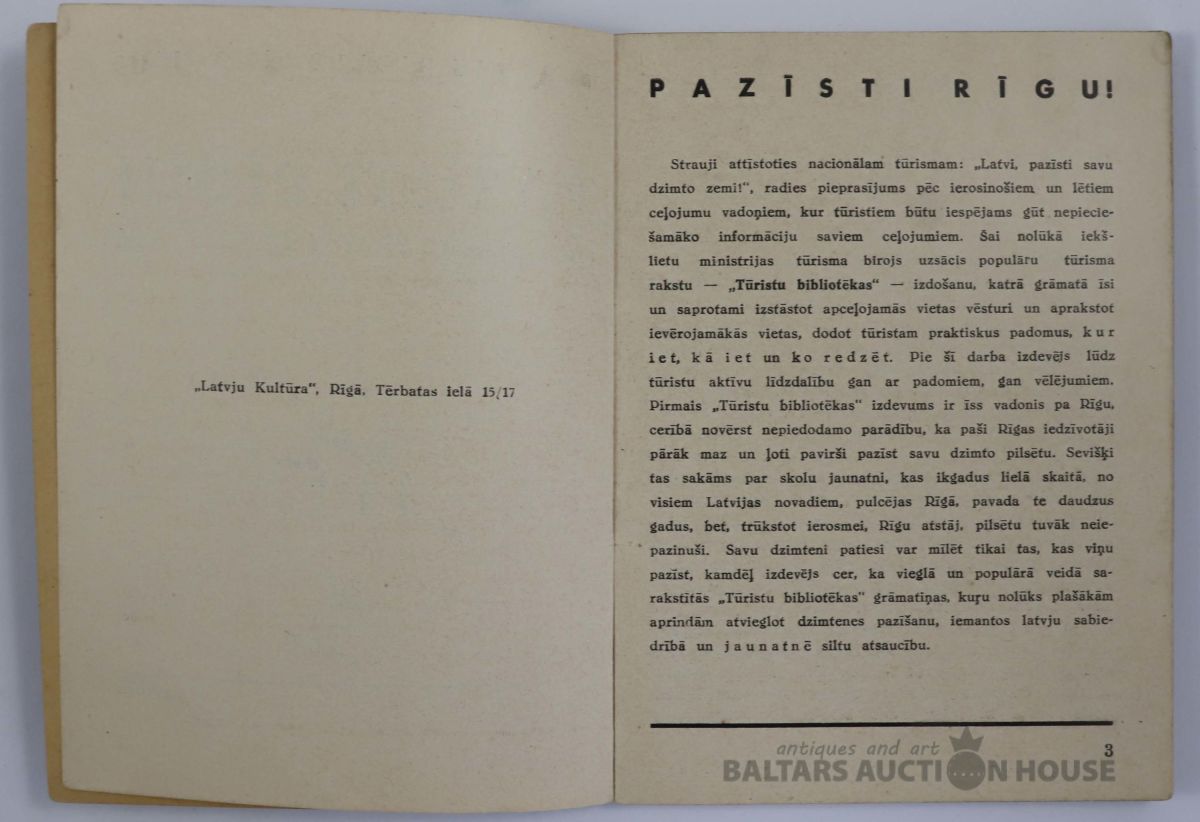 „Latvju Kultūra“, Rīgā, Tērbatas ielā 15/17
PAZĪSTI RĪGU!
Strauji attīstoties nacionālam tūrismam: „Latvi, pazīsti savu
dzimto zemi!“, radies pieprasījums pēc ierosinošiem un lētiem
ceļojumu vadoņiem, kur tūristiem būtu iespējams gūt nepiecie-
šamāko informāciju saviem ceļojumiem. Šai nolūkā iekš-
lietu ministrijas tūrisma birojs uzsācis populāru tūrisma
rakstu — „Tūristu bibliotēkas“ — izdošanu, katrā grāmatā īsi
un saprotami izstāstot apceļojamās vietas vēsturi un aprakstot
ievērojamākās vietas, dodot tūristam praktiskus padomus, kur
iet, kā iet un ko redzēt. Pie šī darba izdevējs lūdz
tūristu aktīvu līdzdalību gan ar padomiem, gan vēlējumiem.
Pirmais „Tūristu bibliotēkas“ izdevums ir īss vadonis pa Rīgu,
cerībā novērst nepiedodamo parādību, ka paši Rīgas iedzīvotāji
pārāk maz un ļoti pavirši pazīst savu dzimto pilsētu. Sevišķi
tas sakāms par skolu jaunatni, kas ikgadus lielā skaitā, no
visiem Latvijas novadiem, pulcējas Rīgā, pavada te daudzus
gadus, bet, trūkstot ierosmei, Rīgu atstāj, pilsētu tuvāk neie-
pazinuši. Savu dzimteni patiesi var mīlēt tikai tas, kas viņu
pazīst, kamdēļ izdevējs cer, ka vieglā un populārā veidā sa-
rakstītās „Tūristu bibliotēkas“ grāmatiņas, kuŗu nolūks plašākām
aprindām atvieglot dzimtenes pazīšanu, iemantos latvju sabie-
drībā un jaunatnē siltu atsaucību.
3
antiques and art
BALTARS AUCTION HOUSE